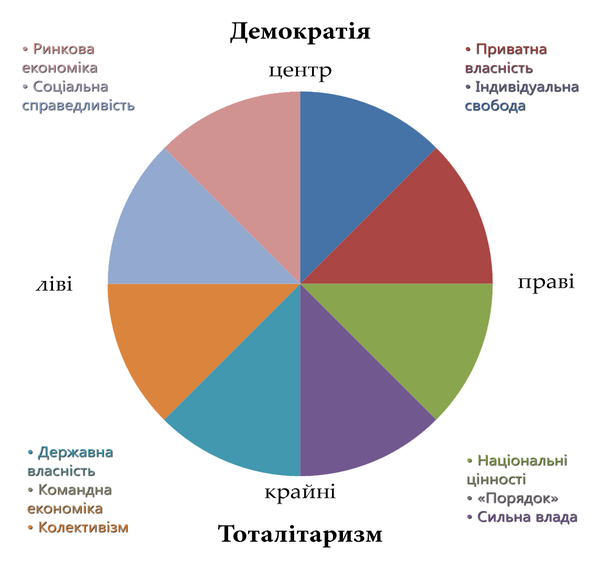 Демократія
центр
• Ринкова
економіка
• Соціальна
справедливість
• Приватна
власність
• Індивідуальна
свобода
ліві
праві
• Державна
власність
• Командна
економіка
• Колективізм
• Національні
цінності
• «Порядок»
• Сильна влада
крайні
Тоталітаризм